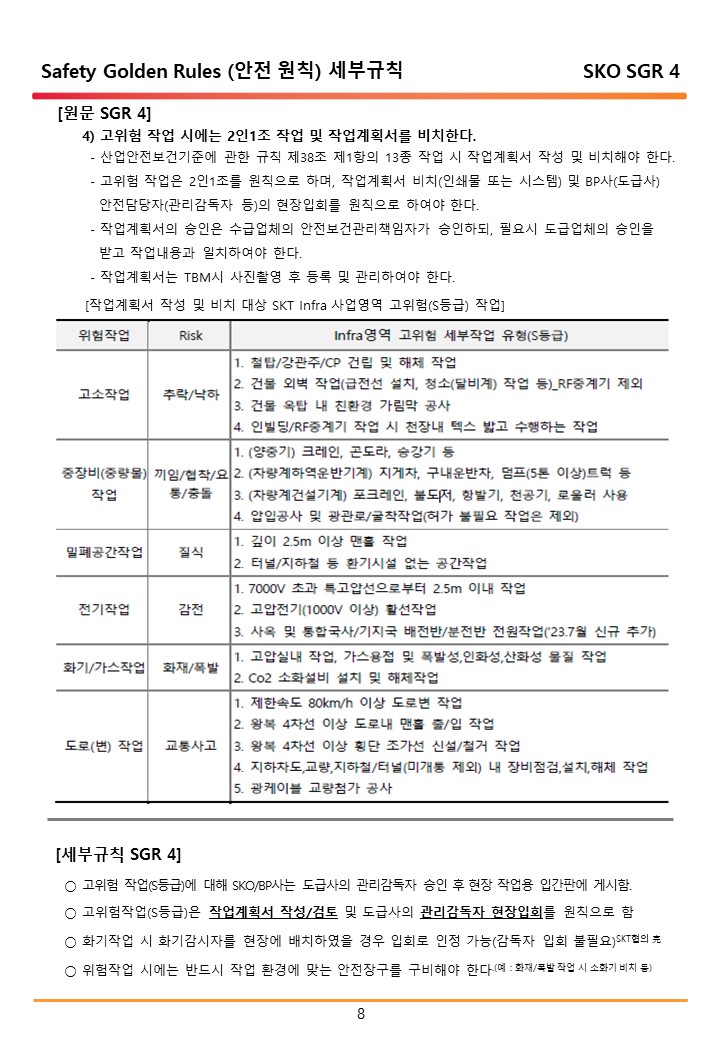 Safety Golden Rules (안전 원칙) 세부규칙 SKO SGR 4
[원문 SGR 4]
4) 고위험 작업 시에는 2인1조 작업 및 작업계획서를 비치한다.
- 산업안전보건기준에 관한 규칙 제38조 제1항의 13종 작업 시 작업계획서 작성 및 비치해야 한다.
- 고위험 작업은 2인1조를 원칙으로 하며, 작업계획서 비치(인쇄물 또는 시스템) 및 BP사(도급사)
안전담당자(관리감독자 등)의 현장입회를 원칙으로 하여야 한다.
- 작업계획서의 승인은 수급업체의 안전보건관리책임자가 승인하되, 필요시 도급업체의 승인을
받고 작업내용과 일치하여야 한다.
- 작업계획서는 TBM시 사진촬영 후 등록 및 관리하여야 한다.
[작업계획서 작성 및 비치 대상 SKT Infra 사업영역 고위험(S등급) 작업]
위험작업 Risk Infra영역 고위험 세부작업 유형(S등급)
고소작업 추락/낙하
1. 철탑/강관주/CP 건립 및 해체 작업
2. 건물 외벽 작업(급전선 설치, 청소(달비계) 작업 등)_RF중계기 제외
3. 건물 옥탑 내 친환경 가림막 공사
4. 인빌딩/RF중계기 작업 시 천장내 텍스 밟고 수행하는 작업
중장비(중량물)
작업
끼임/협착/요
통/충돌
1. (양중기) 크레인, 곤도라, 승강기 등
2. (차량계하역운반기계) 지게차, 구내운반차, 덤프(5톤 이상)트럭 등
3. (차량계건설기계) 포크레인, 불도저, 항발기, 천공기, 로울러 사용
4. 압입공사 및 광관로/굴착작업(허가 불필요 작업은 제외)
밀폐공간작업 질식
1. 깊이 2.5m 이상 맨홀 작업
2. 터널/지하철 등 환기시설 없는 공간작업
전기작업 감전
1. 7000V 초과 특고압선으로부터 2.5m 이내 작업
2. 고압전기(1000V 이상) 활선작업
3. 사옥 및 통합국사/기지국 배전반/분전반 전원작업('23.7월 신규 추가)
화기/가스작업 화재/폭발
1. 고압실내 작업, 가스용접 및 폭발성,인화성,산화성 물질 작업
2. Co2 소화설비 설치 및 해체작업
도로(변) 작업 교통사고
1. 제한속도 80km/h 이상 도로변 작업
2. 왕복 4차선 이상 도로내 맨홀 출/입 작업
3. 왕복 4차선 이상 횡단 조가선 신설/철거 작업
4. 지하차도,교량,지하철/터널(미개통 제외) 내 장비점검,설치,해체 작업
5. 광케이블 교량첨가 공사
[세부규칙 SGR 4]
○ 고위험 작업(S등급)에 대해 SKO/BP사는 도급사의 관리감독자 승인 후 현장 작업용 입간판에 게시함.
○ 고위험작업(S등급)은 작업계획서 작성/검토 및 도급사의 관리감독자 현장입회를 원칙으로 함
○ 화기작업 시 화기감시자를 현장에 배치하였을 경우 입회로 인정 가능(감독자 입회 불필요)SKT협의 完
○ 위험작업 시에는 반드시 작업 환경에 맞는 안전장구를 구비해야 한다.(예 : 화재/폭발 작업 시 소화기 비치 등)
8